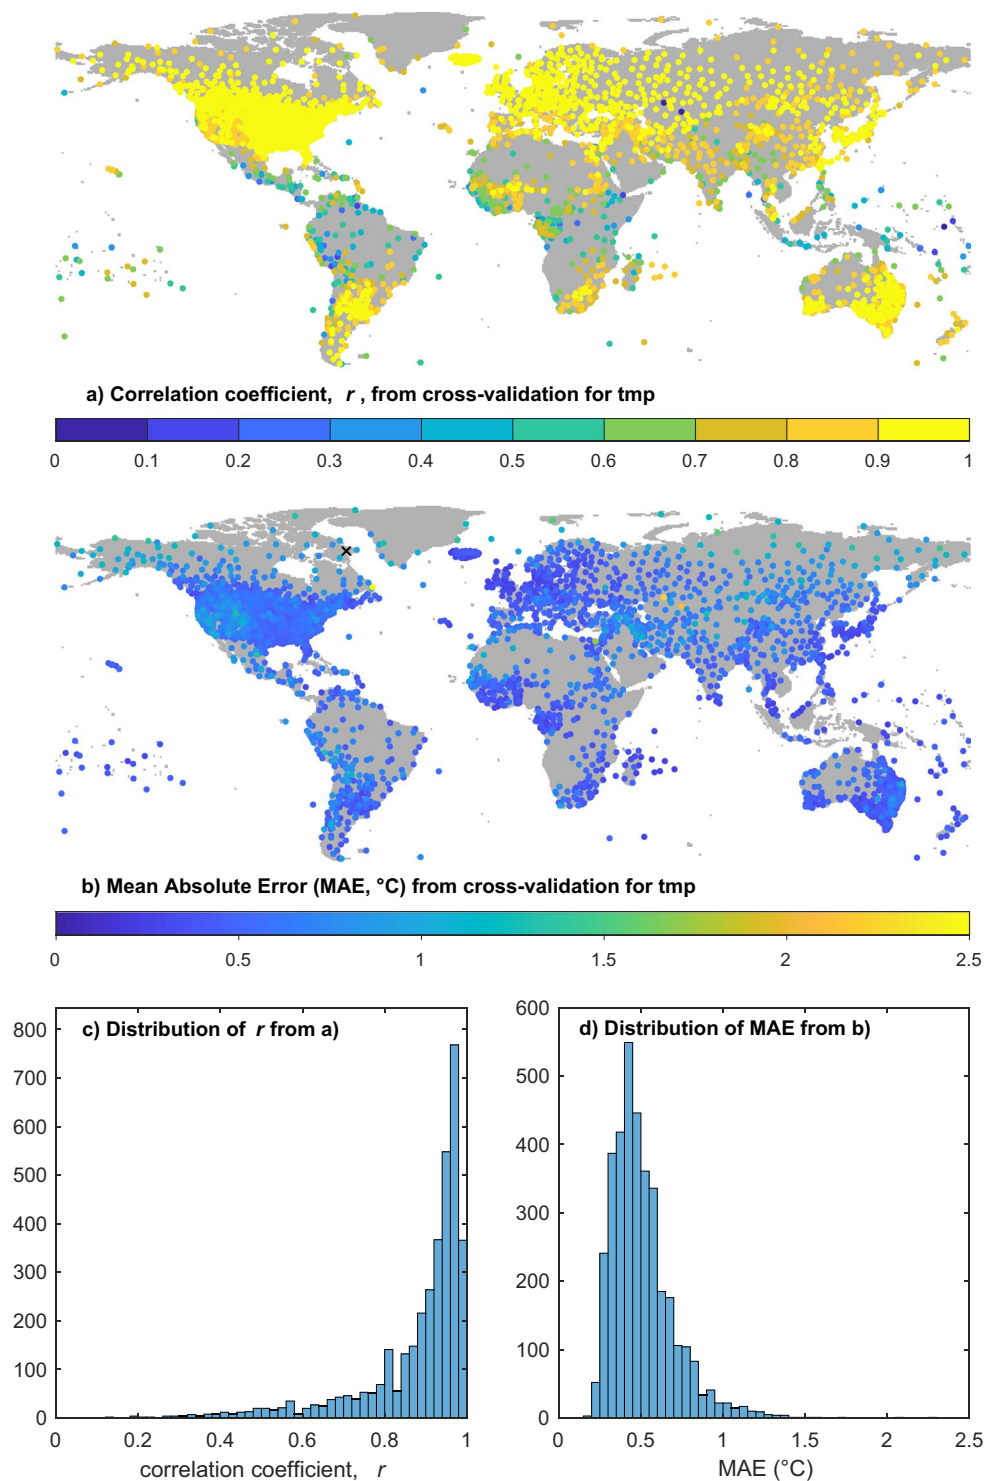 a) Correlation coefficient, r , from cross-validation for tmp
0 0.1 0.2 0.3 0.4 0.5 0.6 0.7 0.8 0.9 1
b) Mean Absolute Error (MAE, °C) from cross-validation for tmp
0 0.5 1 1.5 2 2.5
c) Distribution of r from a)
800
700
600
500
400
300
200
100
0
0 0.2 0.4 0.6 0.8 1
correlation coefficient, r
d) Distribution of MAE from b)
600
500
400
300
200
100
0
0 0.5 1 1.5 2 2.5
MAE (°C)